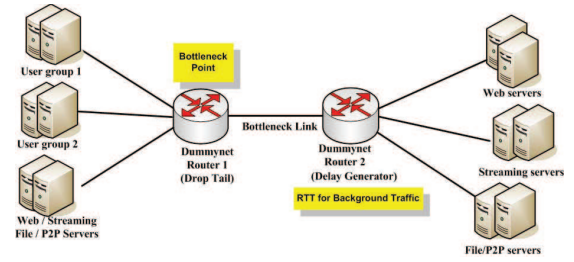 User group 1
User group 2
Web / Streaming
File / P2P Servers
Bottleneck
Point
Dummynet
Router 1
(Drop Tail)
Bottleneck Link
Dummynet
Router 2
(Delay Generator)
RTT for Background Traffic
Web servers
Streaming servers
File/P2P servers